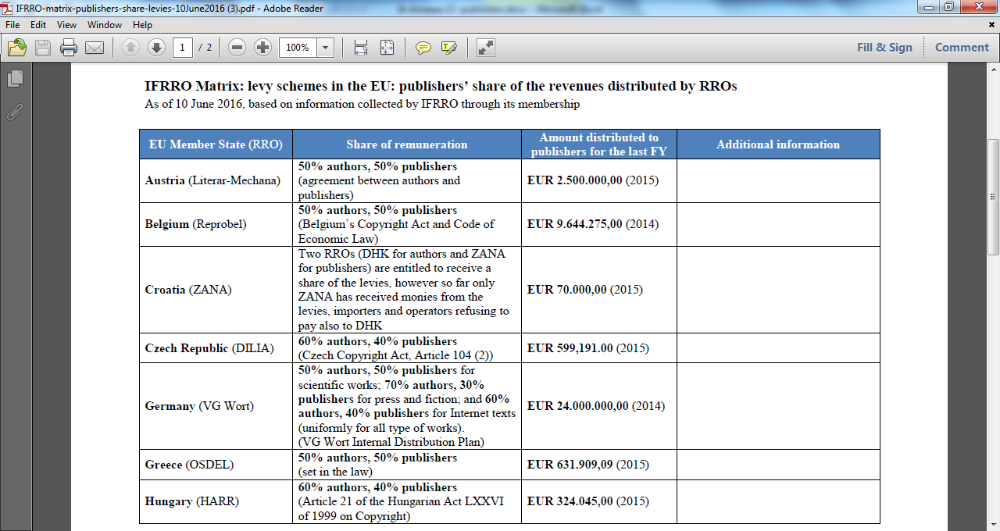 IFRRO-matrix-publishers-share-levies-10June2016 (3).pdf - Adobe Reader
File Edit View Window Help
1 / 2 100% Fill & Sign Comment
IFRRO Matrix: levy schemes in the EU: publishers’ share of the revenues distributed by RROs
As of 10 June 2016, based on information collected by IFRRO through its membership
EU Member State (RRO)
Share of remuneration
Amount distributed to
publishers for the last FY
Additional information
Austria (Literar-Mechana)
50% authors, 50% publishers
(agreement between authors and
publishers)
EUR 2.500.000,00 (2015)
Belgium (Reprobel)
50% authors, 50% publishers
(Belgium’s Copyright Act and Code of
Economic Law)
EUR 9.644.275,00 (2014)
Croatia (ZANA)
Two RROs (DHK for authors and ZANA
for publishers) are entitled to receive a
share of the levies, however so far only
ZANA has received monies from the
levies, importers and operators refusing to
pay also to DHK
EUR 70.000,00 (2015)
Czech Republic (DILIA)
60% authors, 40% publishers
(Czech Copyright Act, Article 104 (2))
EUR 599,191.00 (2015)
Germany (VG Wort)
50% authors, 50% publishers for
scientific works; 70% authors, 30%
publishers for press and fiction; and 60%
authors, 40% publishers for Internet texts
(uniformly for all type of works).
(VG Wort Internal Distribution Plan)
EUR 24.000.000,00 (2014)
Greece (OSDEL)
50% authors, 50% publishers
(set in the law)
EUR 631.909,09 (2015)
Hungary (HARR)
60% authors, 40% publishers
(Article 21 of the Hungarian Act LXXVI
of 1999 on Copyright)
EUR 324.045,00 (2015)